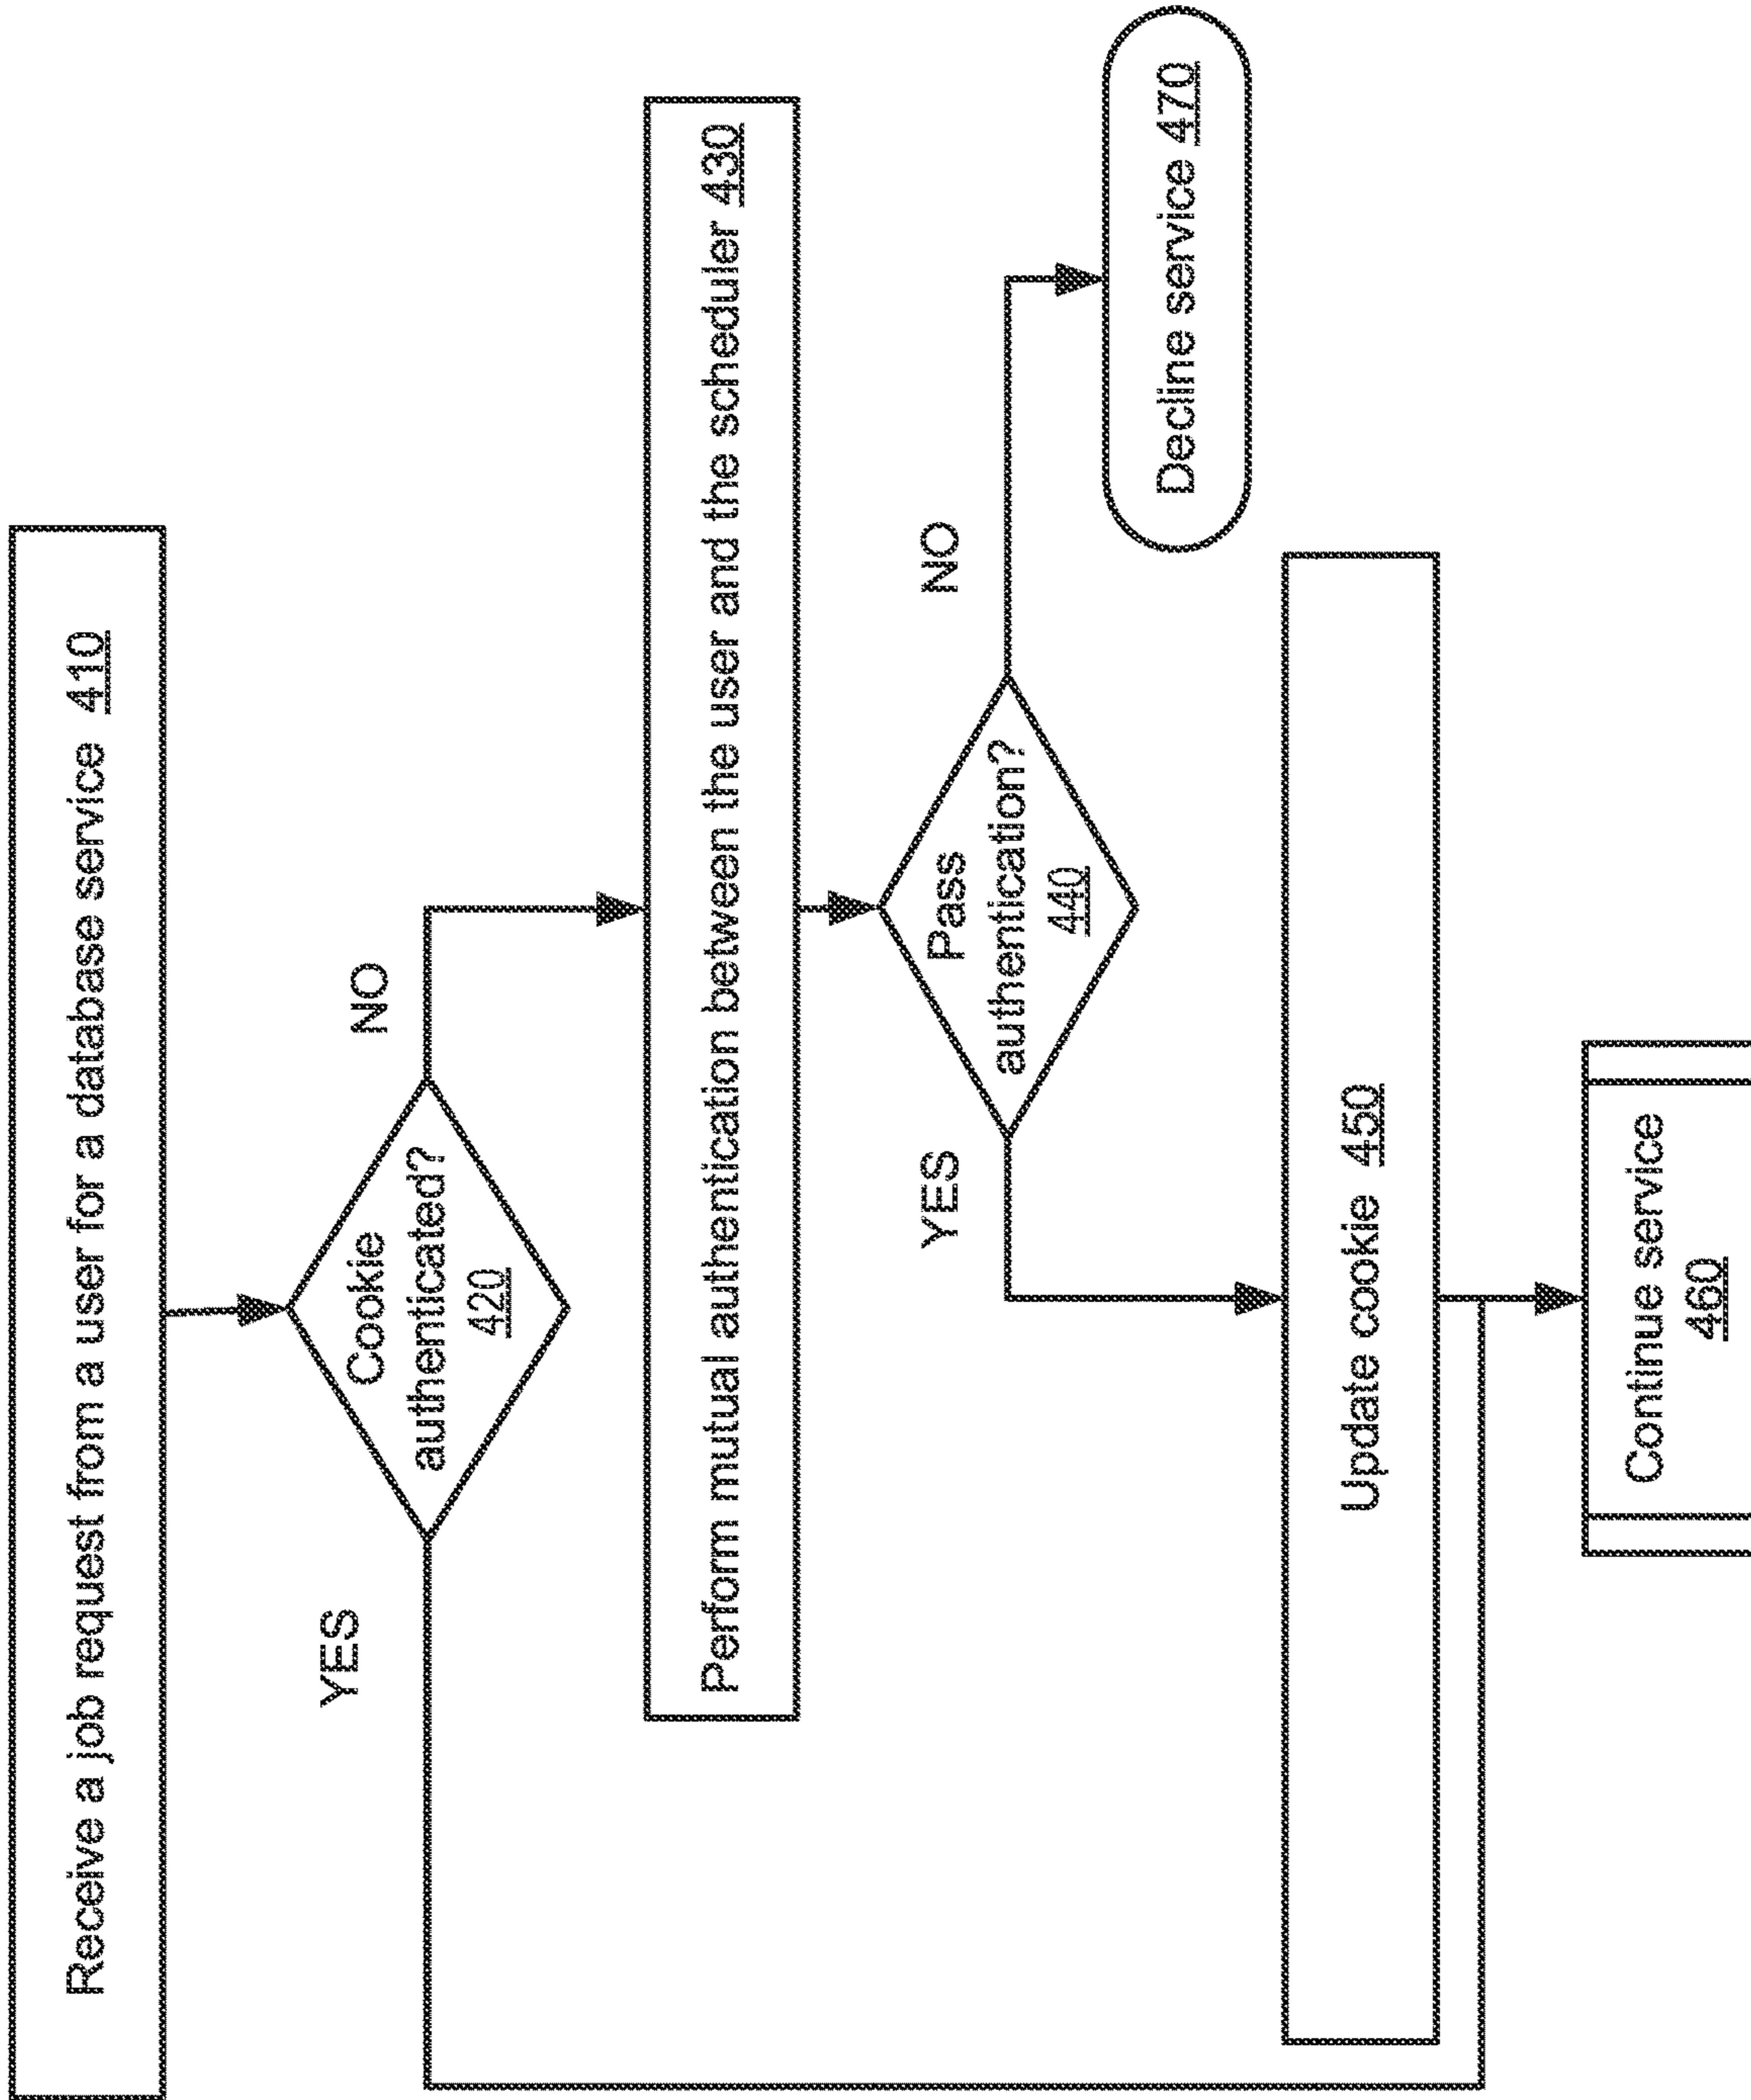 Receive a job request from a user for a database service 410
Cookie
authenticated?
420
YES
NO
Perform mutual authentication between the user and the scheduler 430
Pass
authentication?
440
YES
NO
Decline service 470
Update cookie 450
Continue service
460